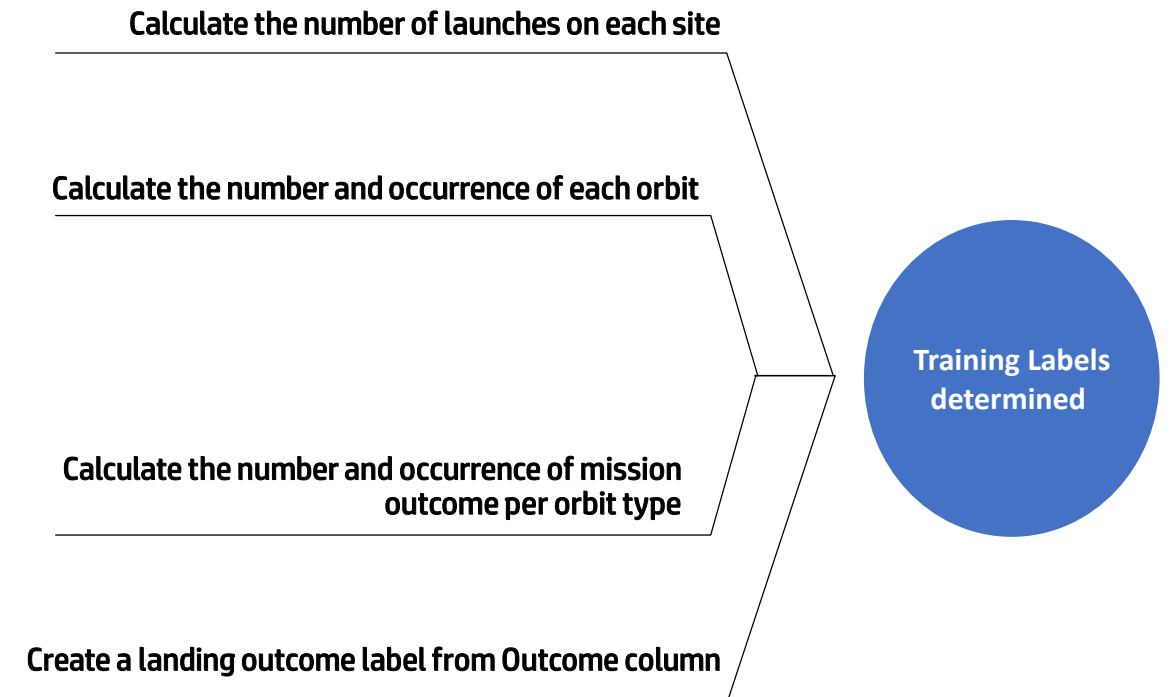 Calculate the number of launches on each site
Calculate the number and occurrence of each orbit
Training Labels
determined
Calculate the number and occurrence of mission
outcome per orbit type
Create a landing outcome label from Outcome column